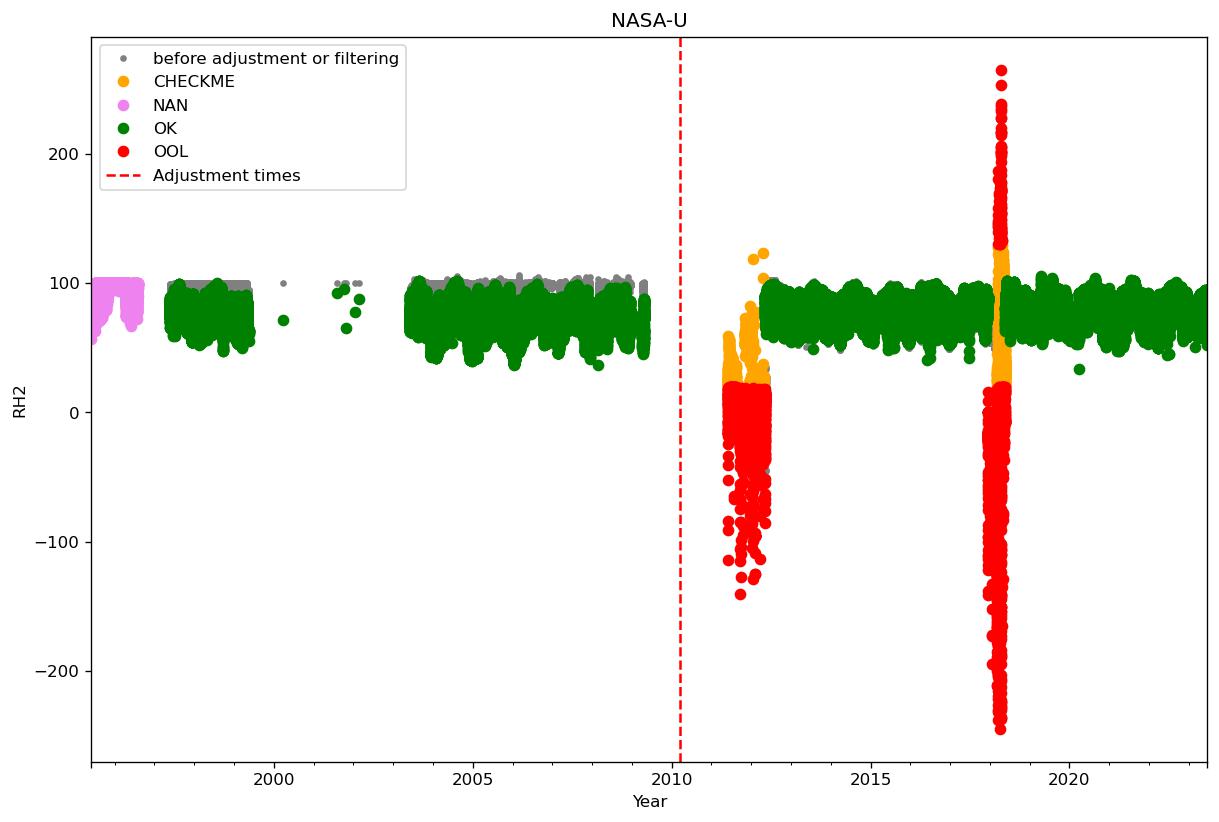 NASA-U
before adjustment or filtering
CHECKME
NAN
OK
OOL
Adjustment times
200
100
0
−100
−200
RH2
2000 2005 2010 2015 2020
Year